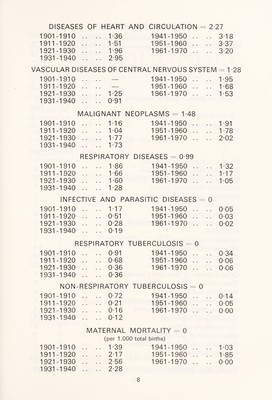 DISEASES OF HEART AND CIRCULATION = 2·27
1901-1910 .. .. 1·36 1941-1950 .. .. 3·18
1911-1920 .. .. 1·51 1951-1960 .. .. 3·37
1921-1930 .. .. 1·96 1961-1970 .. .. 3·20
1931-1940 .. .. 2·95
VASCULAR DISEASES OF CENTRAL NERVOUS SYSTEM = 1·28
1901-1910 .. .. — 1941-1950 .. .. 1·95
1911-1920 .. .. — 1951-1960 .. .. 1·68
1921-1930 .. .. 1·25 1961-1970 .. .. 1·53
1931-1940 .. .. 0·91
MALIGNANT NEOPLASMS = 1·48
1901-1910 .. .. 1·16 1941-1950 .. .. 1·91
1911-1920 .. .. 1·04 1951-1960 .. .. 1·78
1921-1930 .. .. 1·77 1961-1970 .. .. 2·02
1931-1940 .. .. 1·73
RESPIRATORY DISEASES = 0·99
1901-1910 .. .. 1·86 1941-1950 .. .. 1·32
1911-1920 .. .. 1·66 1951-1960 .. .. 1·17
1921-1930 .. .. 1·60 1961-1970 .. .. 1·05
1931-1940 .. .. 1·28
INFECTIVE AND PARASITIC DISEASES = 0
1901-1910 .. .. 1·17 1941-1950 .. .. 0·05
1911-1920 .. .. 0·51 1951-1960 .. .. 0·03
1921-1930 .. .. 0·28 1961-1970 .. .. 0·02
1931-1940 .. .. 0·19
RESPIRATORY TUBERCULOSIS = 0
1901-1910 .. .. 0·91 1941-1950 .. .. 0·34
1911-1920 .. .. 0·68 1951-1960 .. .. 0·06
1921-1930 .. .. 0·36 1961-1970 .. .. 0·06
1931-1940 .. .. 0·36
NON-RESPIRATORY TUBERCULOSIS = 0
1901-1910 .. .. 0·72 1941-1950 .. .. 0·14
1911-1920 .. .. 0·21 1951-1960 .. .. 0·05
1921-1930 .. .. 0·16 1961-1970 .. .. 0·00
1931-1940 .. .. 0·12
MATERNAL MORTALITY = 0
(per 1.000 total births)
1901-1910 .. .. 1·39 1941-1950 .. .. 1·03
1911-1920 .. .. 2·17 1951-1960 .. .. 1·85
1921-1930 .. .. 2·56 1961-1970 .. .. 0·00
1931-1940 .. .. 2·28
8